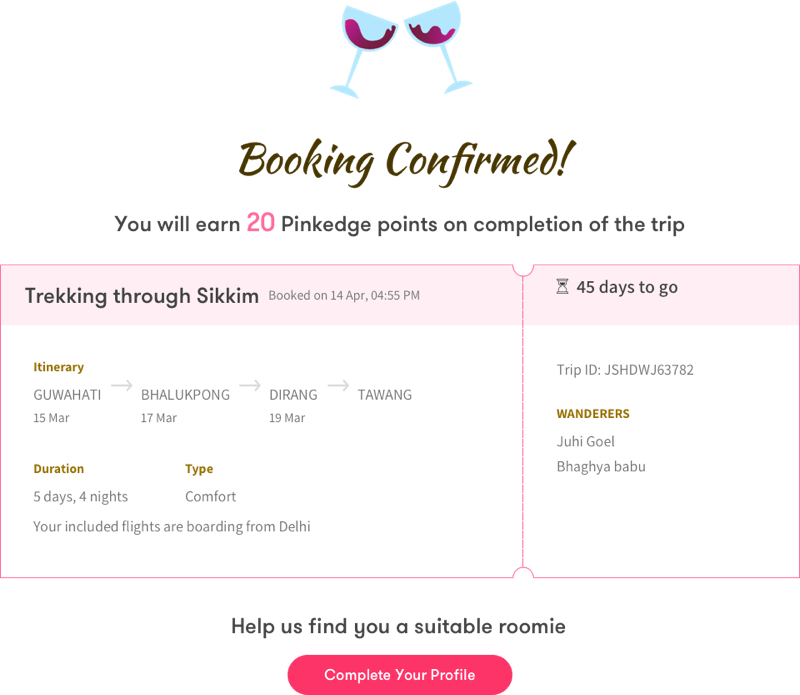 Booking Confirmed!
You will earn 20 Pinkedge points on completion of the trip
Trekking through Sikkim Booked on 14 Apr, 04:55 PM
Itinerary
GUWAHATI → BHALUKPONG → DIRANG → TAWANG
15 Mar 17 Mar 19 Mar
Duration Type
5 days, 4 nights Comfort
Your included flights are boarding from Delhi
45 days to go
Trip ID: JSHDWJ63782
WANDERERS
Juhi Goel
Bhaghya babu
Help us find you a suitable roomie
Complete Your Profile